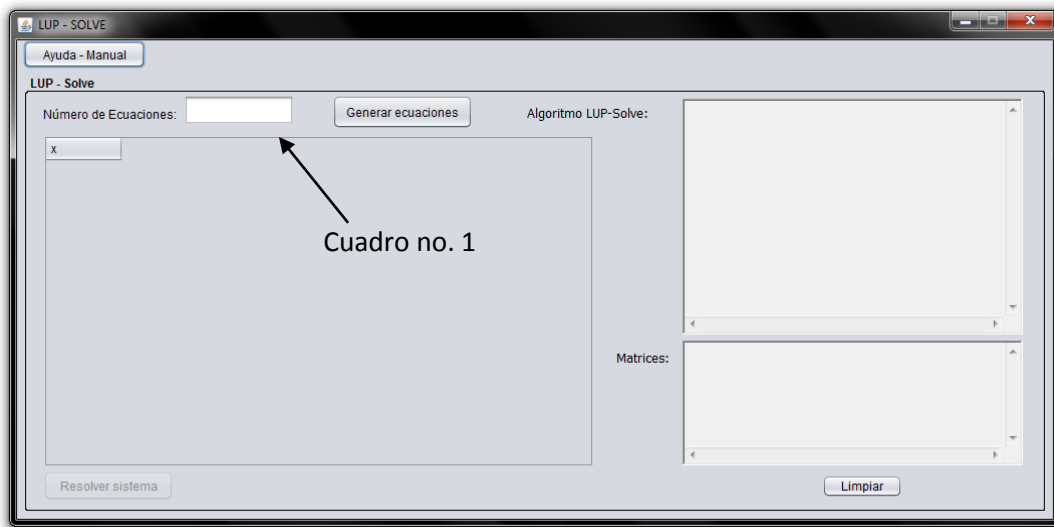 LUP - SOLVE
Ayuda - Manual
LUP - Solve
Número de Ecuaciones:
Generar ecuaciones
Algoritmo LUP-Solve:
x
Cuadro no. 1
Matrices:
Resolver sistema
Limpiar